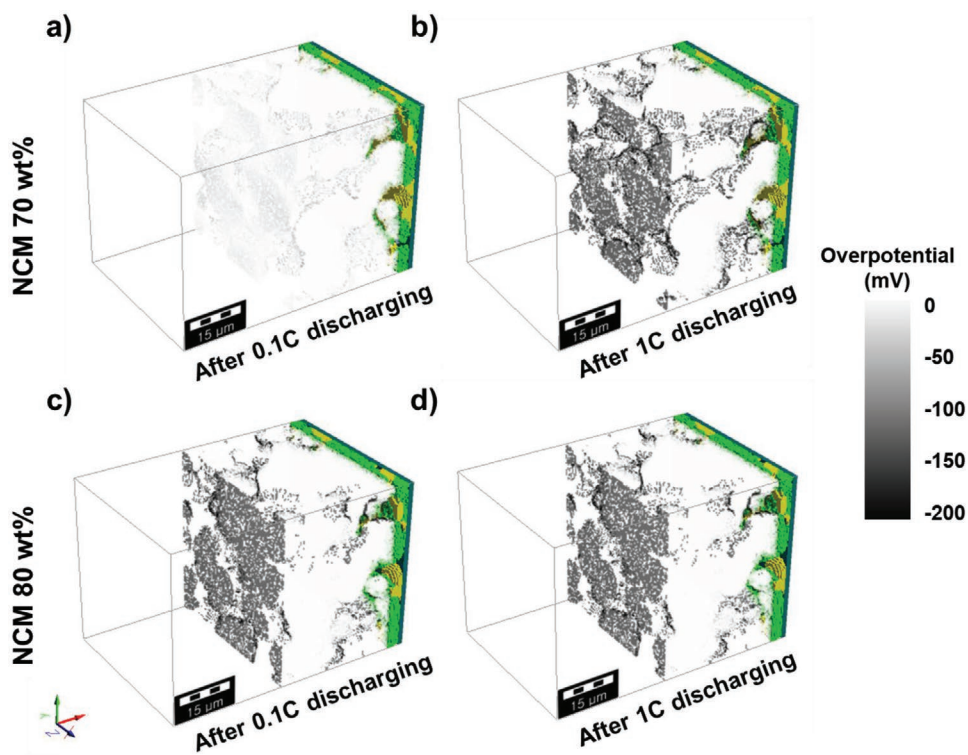 a)
b)
NCM 70 wt%
15 µm
After 0.1C discharging
15 µm
After 1C discharging
Overpotential
(mV)
0
-50
-100
-150
-200
c)
d)
NCM 80 wt%
15 µm
After 0.1C discharging
15 µm
After 1C discharging